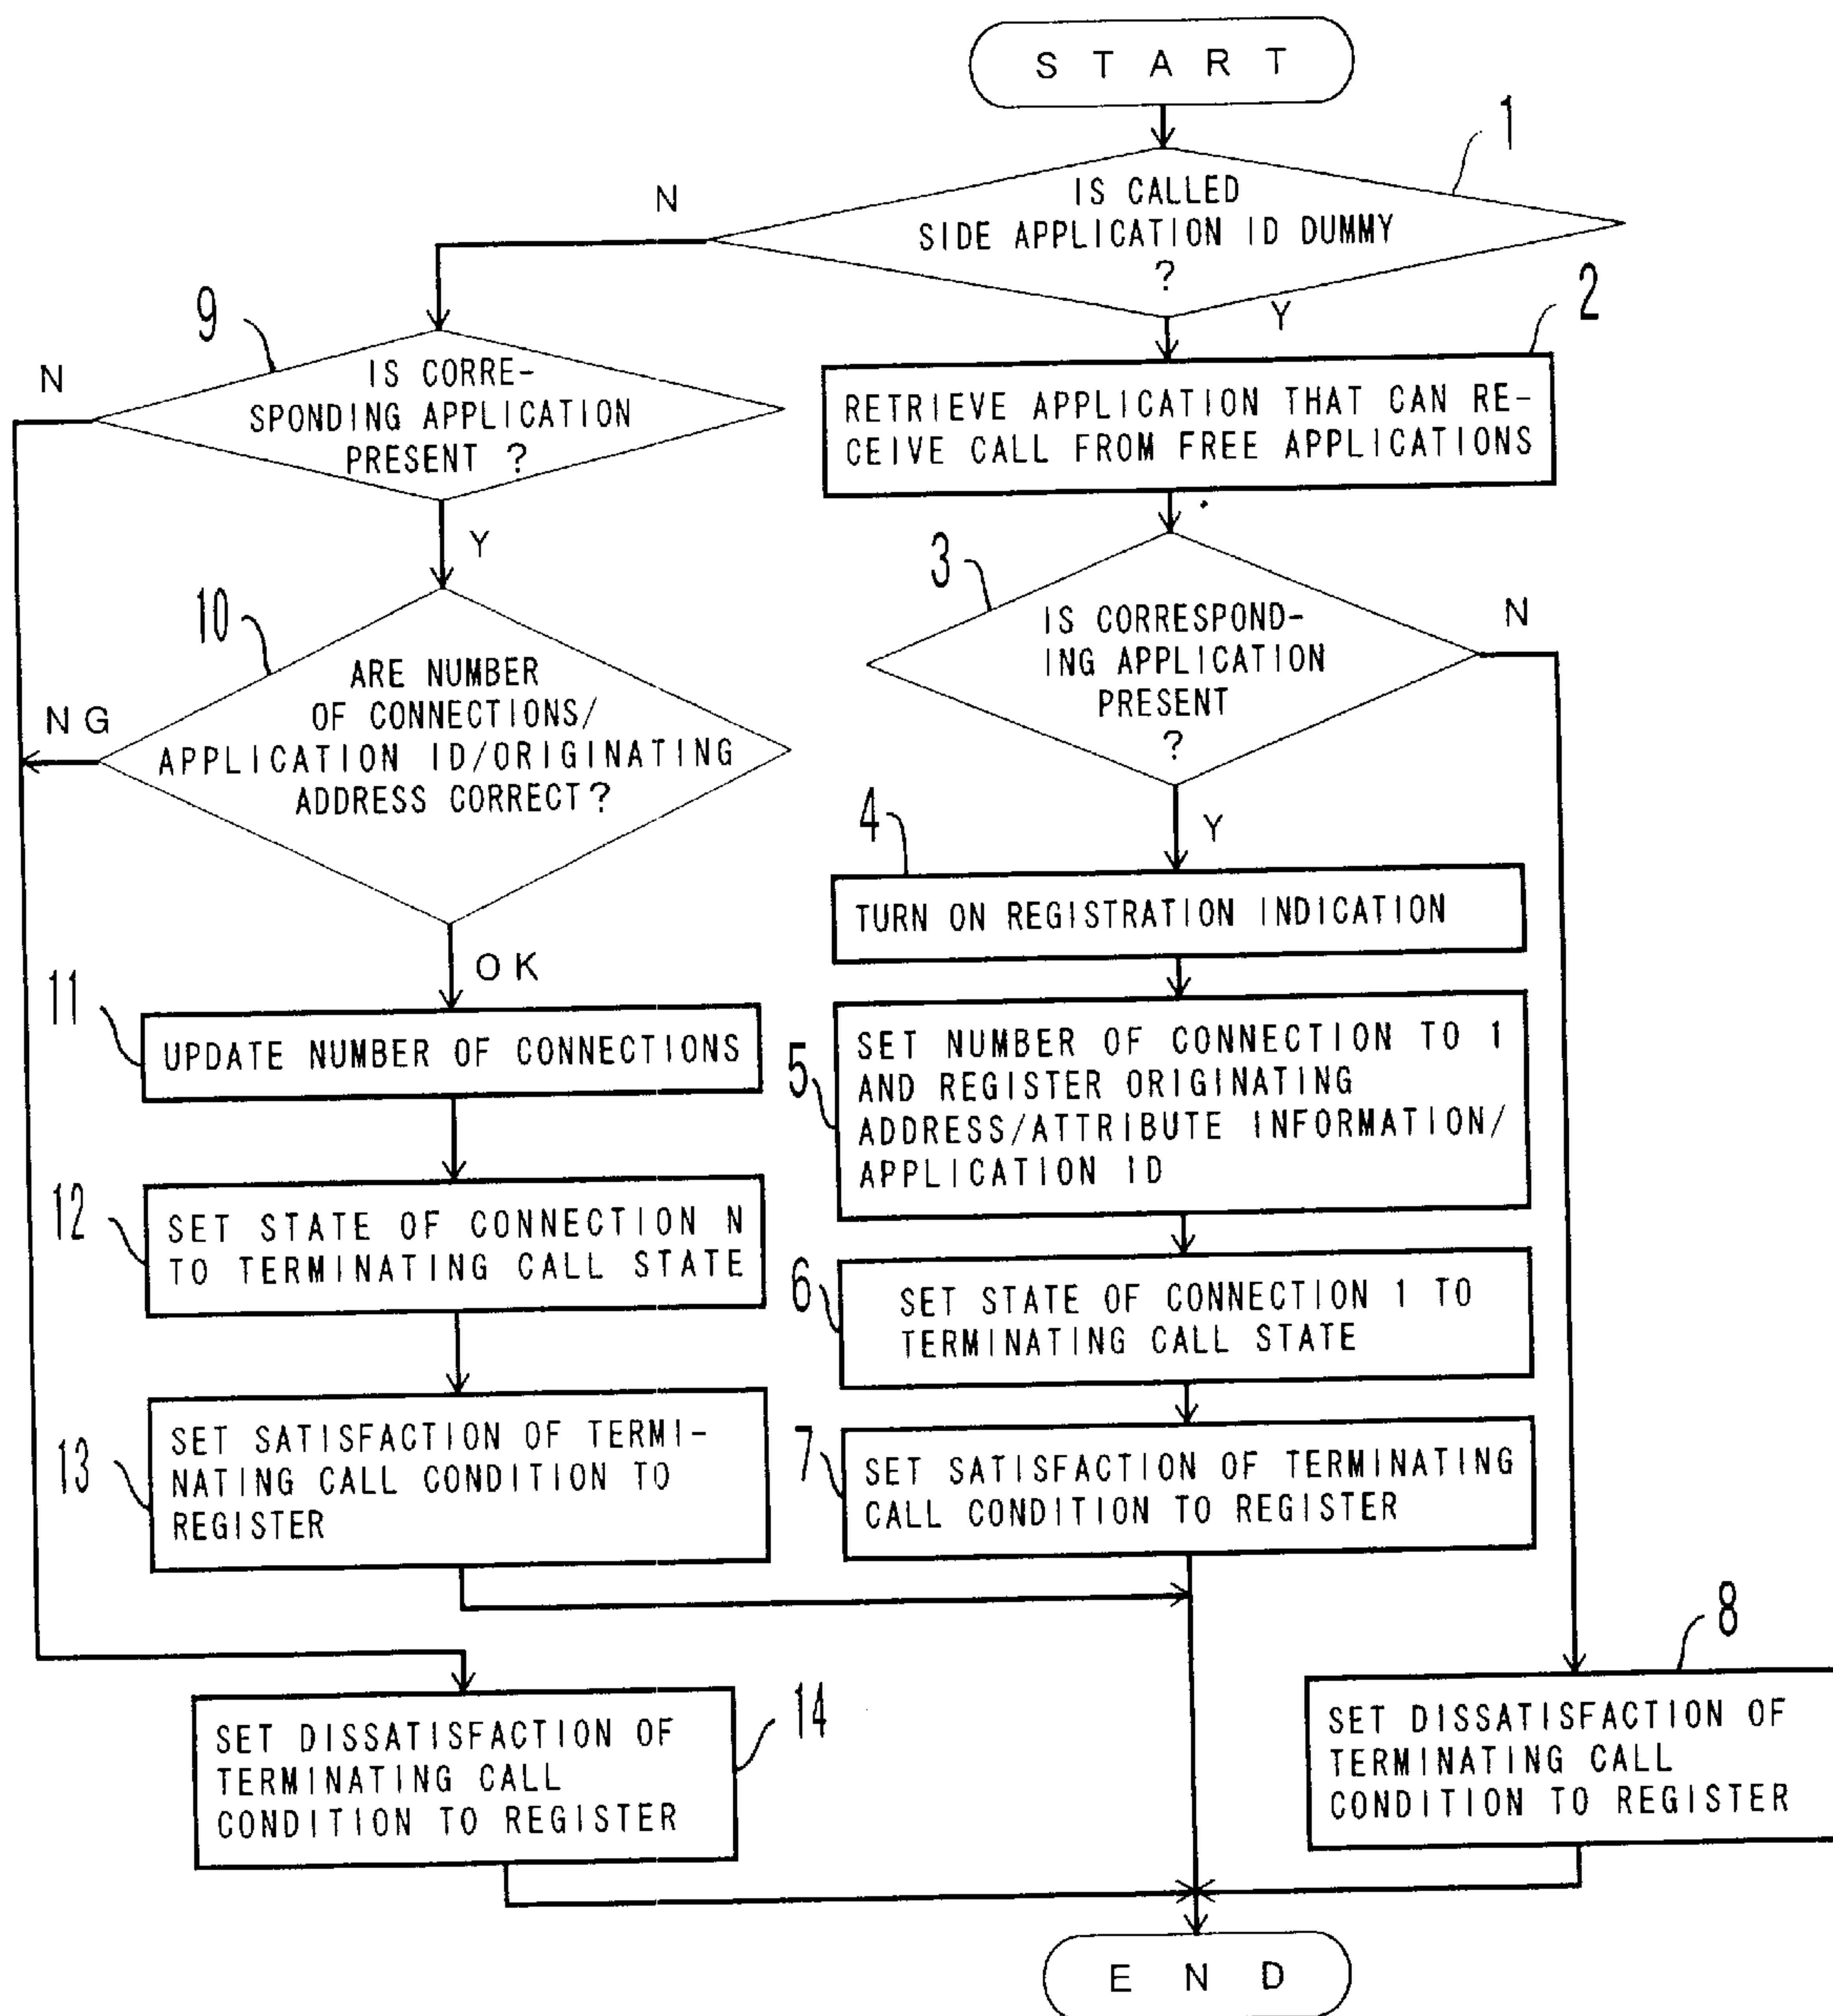 START
1
IS CALLED
SIDE APPLICATION ID DUMMY
?
N
Y
2
RETRIEVE APPLICATION THAT CAN RE-
CEIVE CALL FROM FREE APPLICATIONS
3
IS CORRESPOND-
ING APPLICATION
PRESENT
?
N
Y
4
TURN ON REGISTRATION INDICATION
5
SET NUMBER OF CONNECTION TO 1
AND REGISTER ORIGINATING
ADDRESS/ATTRIBUTE INFORMATION/
APPLICATION ID
6
SET STATE OF CONNECTION 1 TO
TERMINATING CALL STATE
7
SET SATISFACTION OF TERMINATING
CALL CONDITION TO REGISTER
8
SET DISSATISFACTION OF
TERMINATING CALL
CONDITION TO REGISTER
9
IS CORRE-
SPONDING APPLICATION
PRESENT ?
N
Y
10
ARE NUMBER
OF CONNECTIONS/
APPLICATION ID/ORIGINATING
ADDRESS CORRECT?
NG
OK
11
UPDATE NUMBER OF CONNECTIONS
12
SET STATE OF CONNECTION N
TO TERMINATING CALL STATE
13
SET SATISFACTION OF TERMI-
NATING CALL CONDITION TO
REGISTER
14
SET DISSATISFACTION OF
TERMINATING CALL
CONDITION TO REGISTER
END